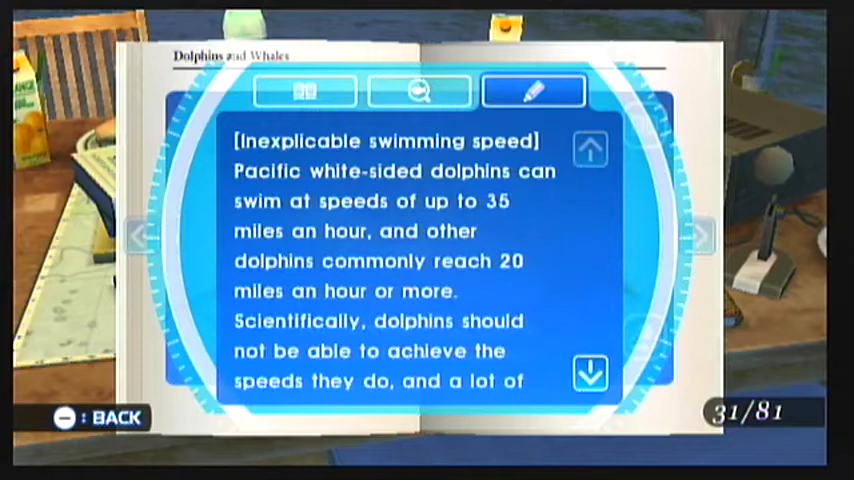 Dolphins and Whales
[Inexplicable swimming speed]
Pacific white-sided dolphins can
swim at speeds of up to 35
miles an hour, and other
dolphins commonly reach 20
miles an hour or more.
Scientifically, dolphins should
not be able to achieve the
speeds they do, and a lot of
- : BACK
31/81